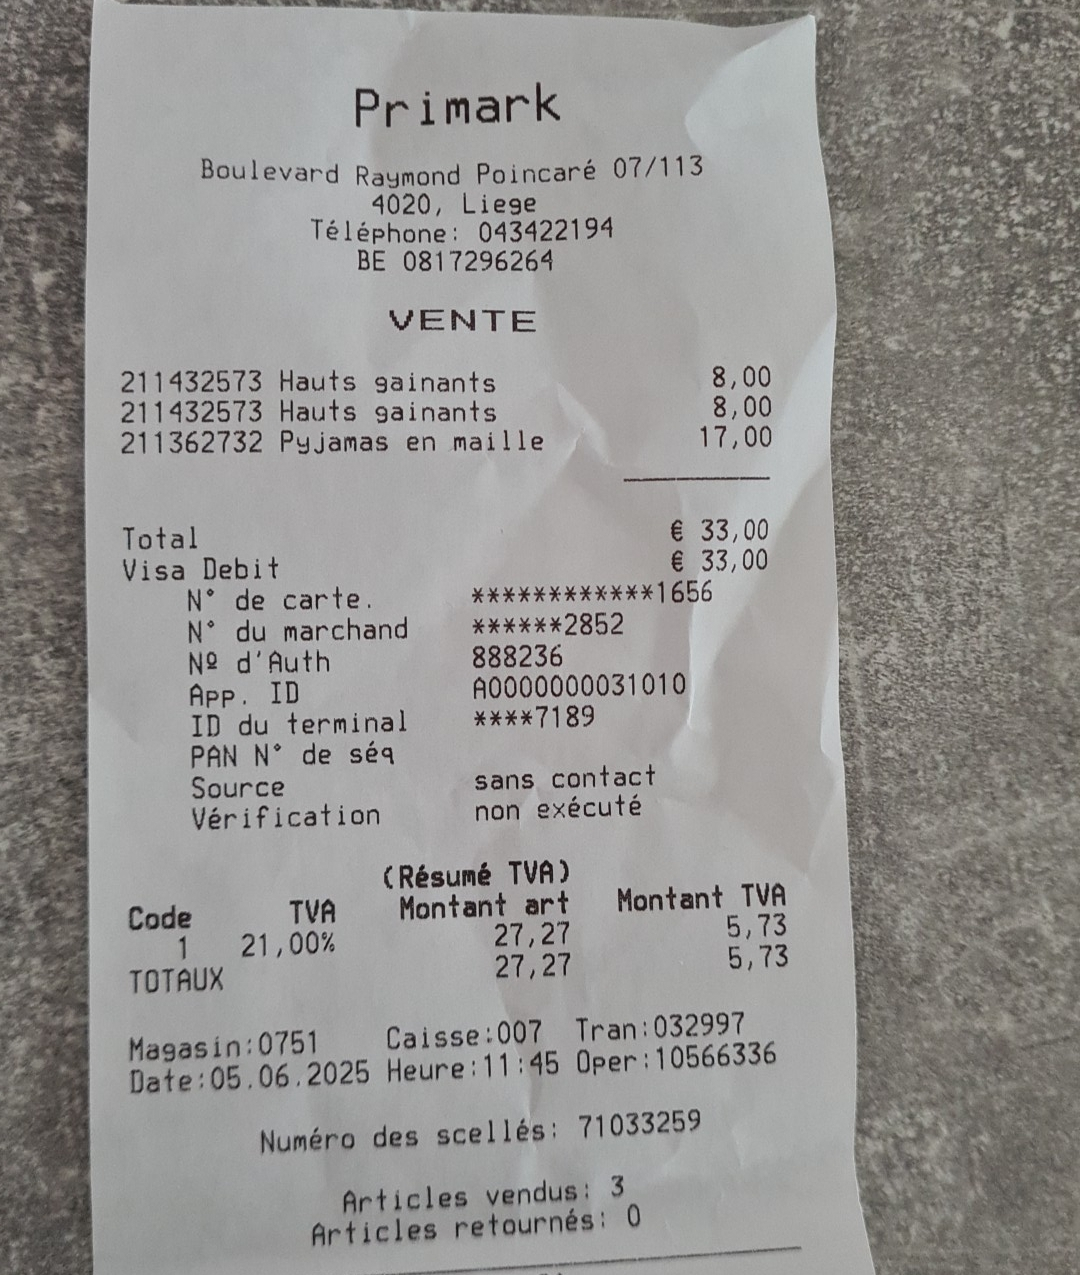 Primark
Boulevard Raymond Poincaré 07/113
4020, Liege
Téléphone: 043422194
BE 0817296264
VENTE
211432573 Hauts gainants 8,00
211432573 Hauts gainants 8,00
211362732 Pyjamas en maille 17,00
Total € 33,00
Visa Debit € 33,00
N° de carte. ************1656
N° du marchand ******2852
Nº d'Auth 888236
App. ID A0000000031010
ID du terminal ****7189
PAN N° de séq
Source sans contact
Vérification non exécuté
(Résumé TVA)
Code TVA Montant art Montant TVA
1 21,00% 27,27 5,73
TOTAUX 27,27 5,73
Magasin:0751 Caisse:007 Tran:032997
Date:05.06.2025 Heure:11:45 Oper:10566336
Numéro des scellés: 71033259
Articles vendus: 3
Articles retournés: 0